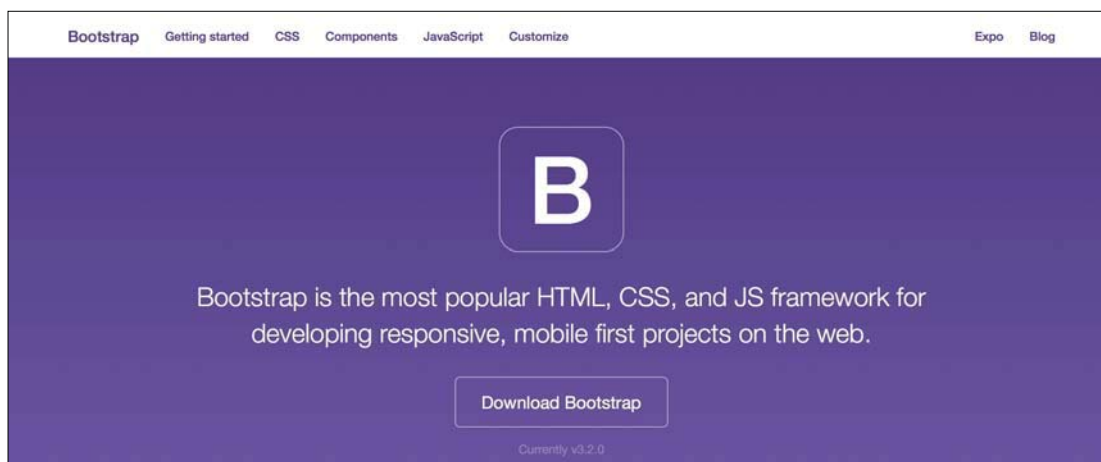 Bootstrap Getting started CSS Components JavaScript Customize Expo Blog
B
Bootstrap is the most popular HTML, CSS, and JS framework for
developing responsive, mobile first projects on the web.
Download Bootstrap
Currently v3.2.0